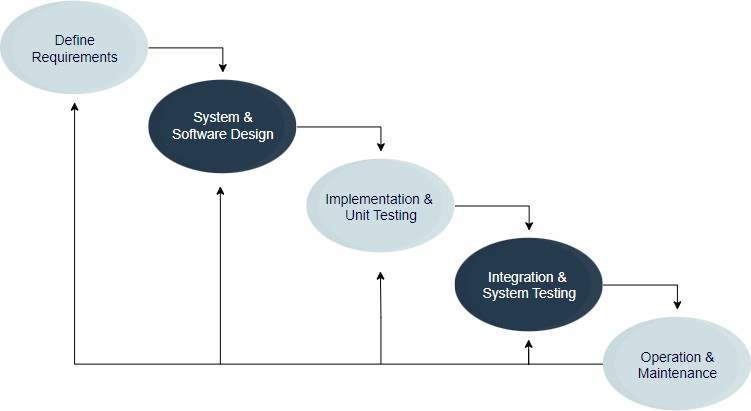 Define
Requirements
System &
Software Design
Implementation &
Unit Testing
Integration &
System Testing
Operation &
Maintenance